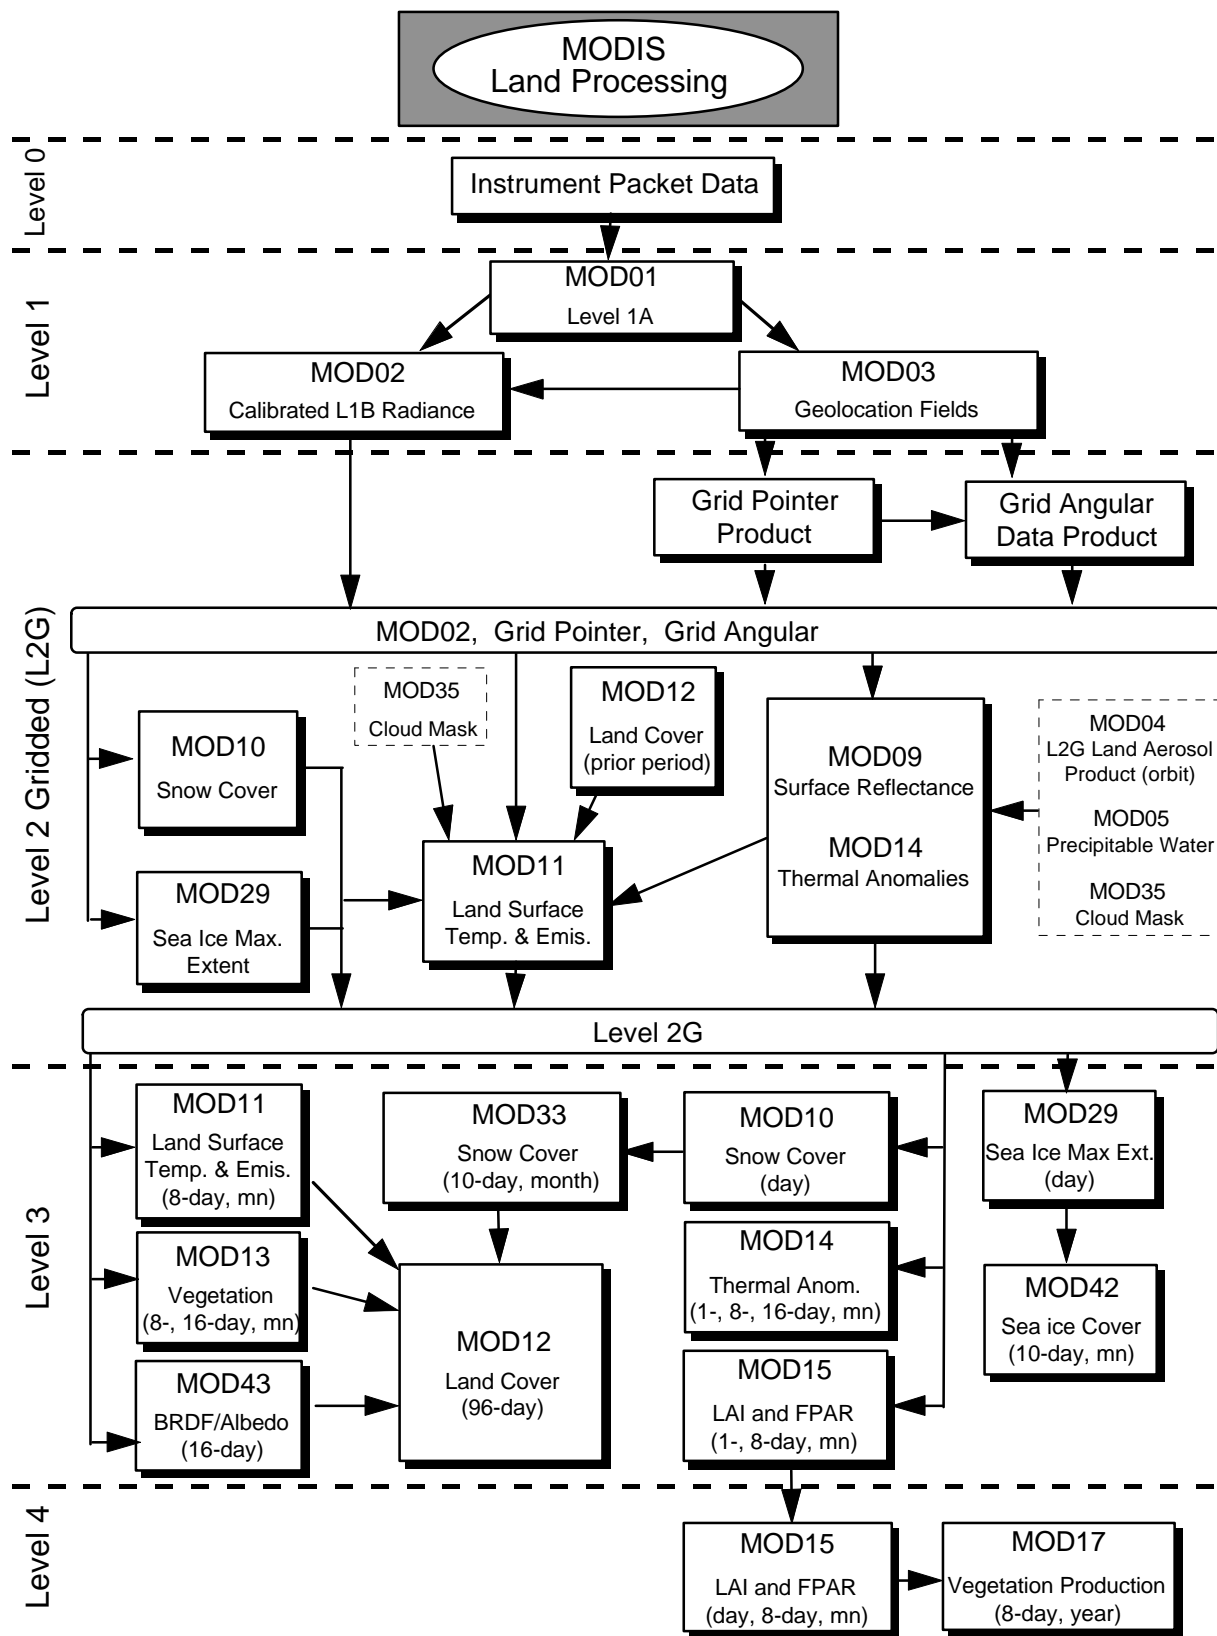 MODIS
Land Processing
Level 0
Instrument Packet Data
Level 1
MOD01
Level 1A
MOD02
Calibrated L1B Radiance
MOD03
Geolocation Fields
Grid Pointer
Product
Grid Angular
Data Product
Level 2 Gridded (L2G)
MOD02, Grid Pointer, Grid Angular
MOD10
Snow Cover
MOD35
Cloud Mask
MOD12
Land Cover
(prior period)
MOD09
Surface Reflectance
MOD14
Thermal Anomalies
MOD04
L2G Land Aerosol
Product (orbit)
MOD05
Precipitable Water
MOD35
Cloud Mask
MOD29
Sea Ice Max.
Extent
MOD11
Land Surface
Temp. & Emis.
Level 2G
Level 3
MOD11
Land Surface
Temp. & Emis.
(8-day, mn)
MOD33
Snow Cover
(10-day, month)
MOD10
Snow Cover
(day)
MOD29
Sea Ice Max Ext.
(day)
MOD13
Vegetation
(8-, 16-day, mn)
MOD12
Land Cover
(96-day)
MOD14
Thermal Anom.
(1-, 8-, 16-day, mn)
MOD42
Sea ice Cover
(10-day, mn)
MOD43
BRDF/Albedo
(16-day)
MOD15
LAI and FPAR
(1-, 8-day, mn)
Level 4
MOD15
LAI and FPAR
(day, 8-day, mn)
MOD17
Vegetation Production
(8-day, year)